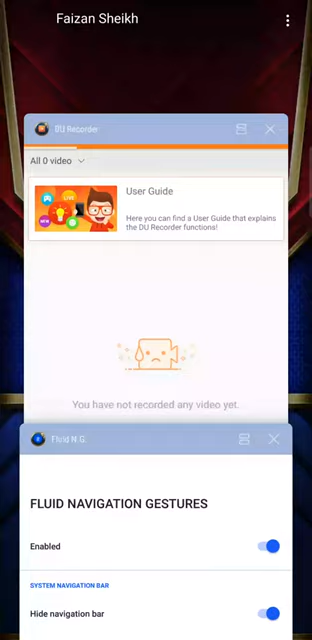 Faizan Sheikh
DU Recorder
All 0 video
User Guide
LIVE
NEW
Here you can find a User Guide that explains
the DU Recorder functions!
You have not recorded any video yet.
Fluid N.G.
FLUID NAVIGATION GESTURES
Enabled
SYSTEM NAVIGATION BAR
Hide navigation bar